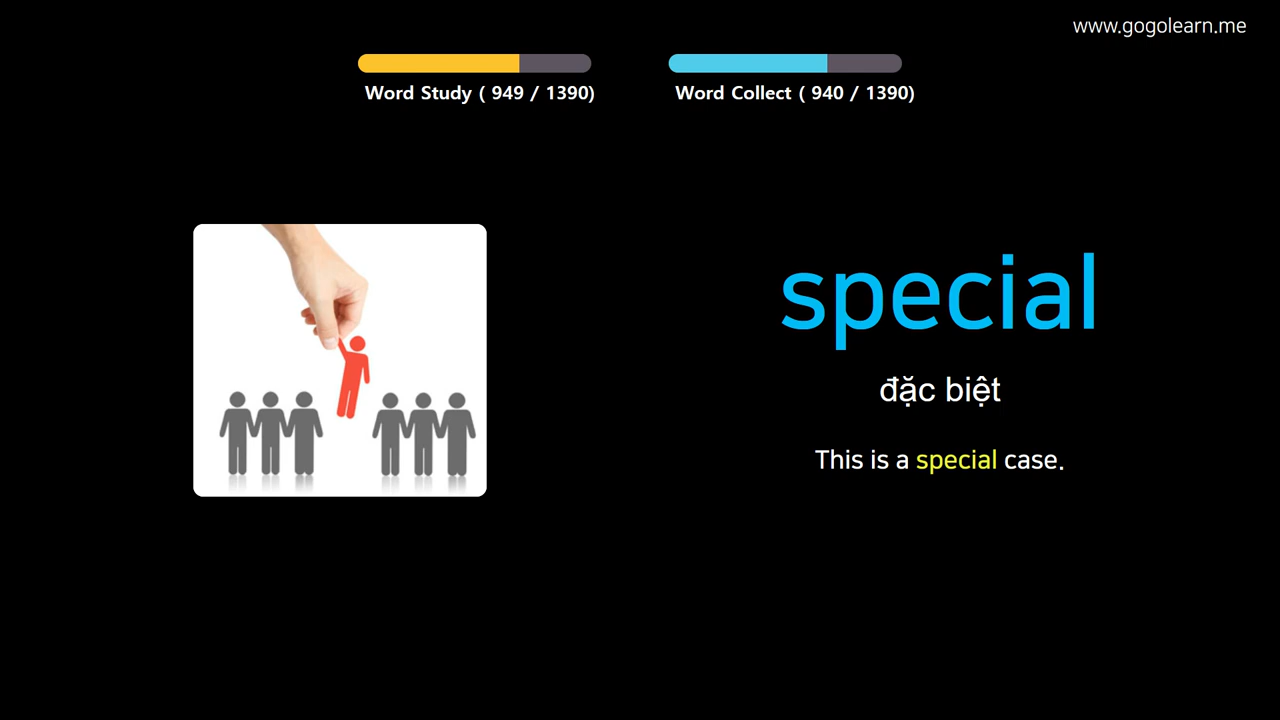 www.gogolearn.me
Word Study ( 949 / 1390)
Word Collect ( 940 / 1390)
special
đặc biệt
This is a special case.